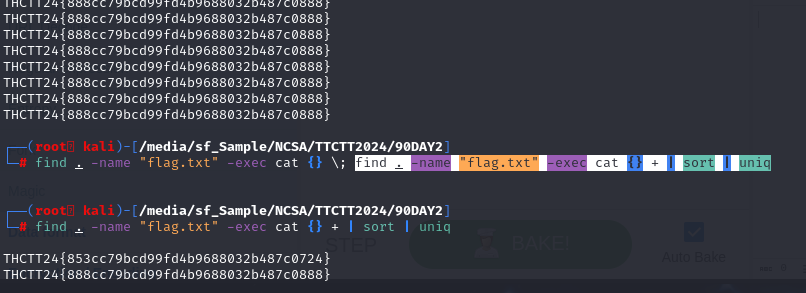 THCTT24{888cc79bcd99fd4b9688032b487c0888}
THCTT24{888cc79bcd99fd4b9688032b487c0888}
THCTT24{888cc79bcd99fd4b9688032b487c0888}
THCTT24{888cc79bcd99fd4b9688032b487c0888}
THCTT24{888cc79bcd99fd4b9688032b487c0888}
THCTT24{888cc79bcd99fd4b9688032b487c0888}
THCTT24{888cc79bcd99fd4b9688032b487c0888}
THCTT24{888cc79bcd99fd4b9688032b487c0888}
(root kali)-[/media/sf_Sample/NCSA/TTCTT2024/90DAY2]
# find . -name "flag.txt" -exec cat {} \; find . -name "flag.txt" -exec cat {} + | sort | uniq
(root kali)-[/media/sf_Sample/NCSA/TTCTT2024/90DAY2]
# find . -name "flag.txt" -exec cat {} + | sort | uniq
STEP BAKE! Auto Bake
THCTT24{853cc79bcd99fd4b9688032b487c0724}
THCTT24{888cc79bcd99fd4b9688032b487c0888}